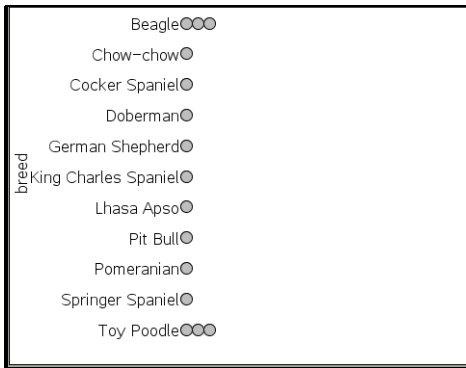 Beagle
Chow-chow
Cocker Spaniel
Doberman
German Shepherd
breed
King Charles Spaniel
Lhasa Apso
Pit Bull
Pomeranian
Springer Spaniel
Toy Poodle